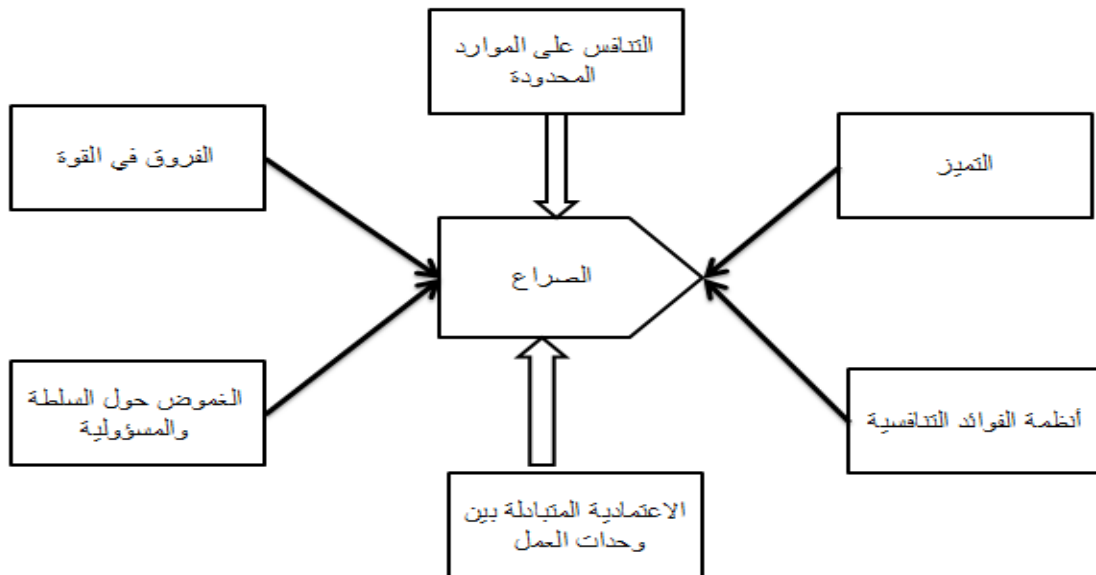 التنافس على الموارد
المحدودة
التميز
الفروق في القوة
الصراع
الغموض حول السلطة
والمسؤولية
أنظمة الفوائد التنافسية
الاعتمادية المتبادلة بين
وحدات العمل